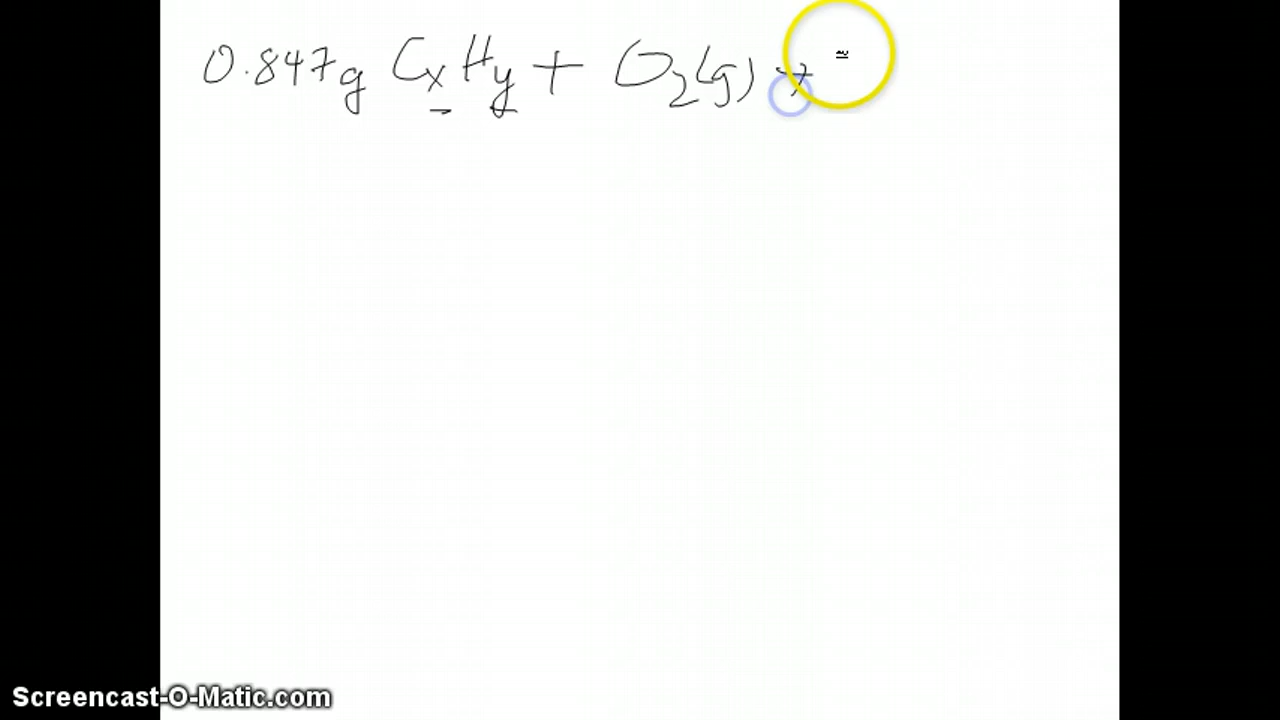 0.847g CxHy + O2(g) →
Screencast-O-Matic.com